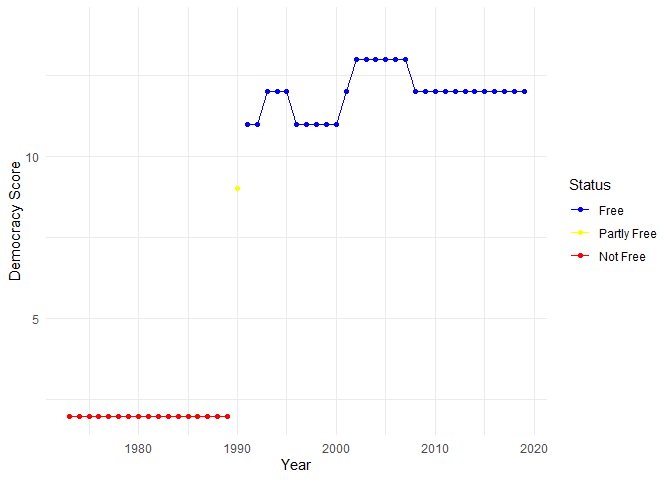 10
5
Democracy Score
1980
1990
2000
2010
2020
Year
Status
Free
Partly Free
Not Free